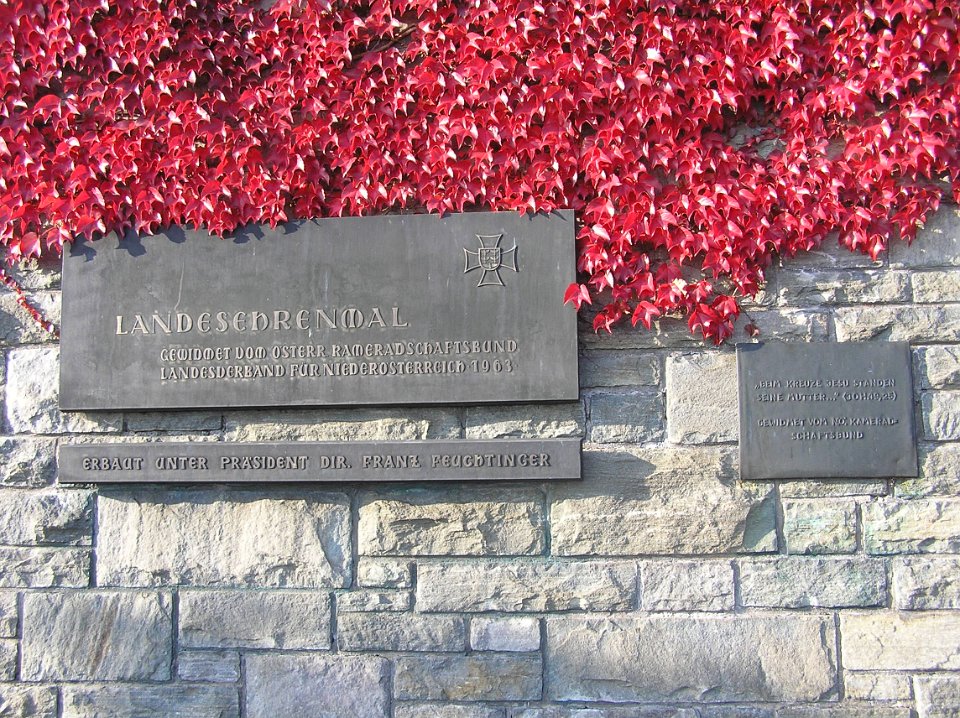 LANDESEHRENMAL
GEWIDMET VOM ÖSTERR KAMERADSCHAFTSBUND
LANDESVERBAND FÜR NIEDERÖSTERREICH 1963
ERBAUT UNTER PRÄSIDENT DIR. FRANZ FEUCHTINGER
„BEIM KREUZE JESU STANDEN
SEINE MUTTER..." (JOH.19,25)
GEWIDMET VOM NÖ. KAMERAD-
SCHAFTSBUND